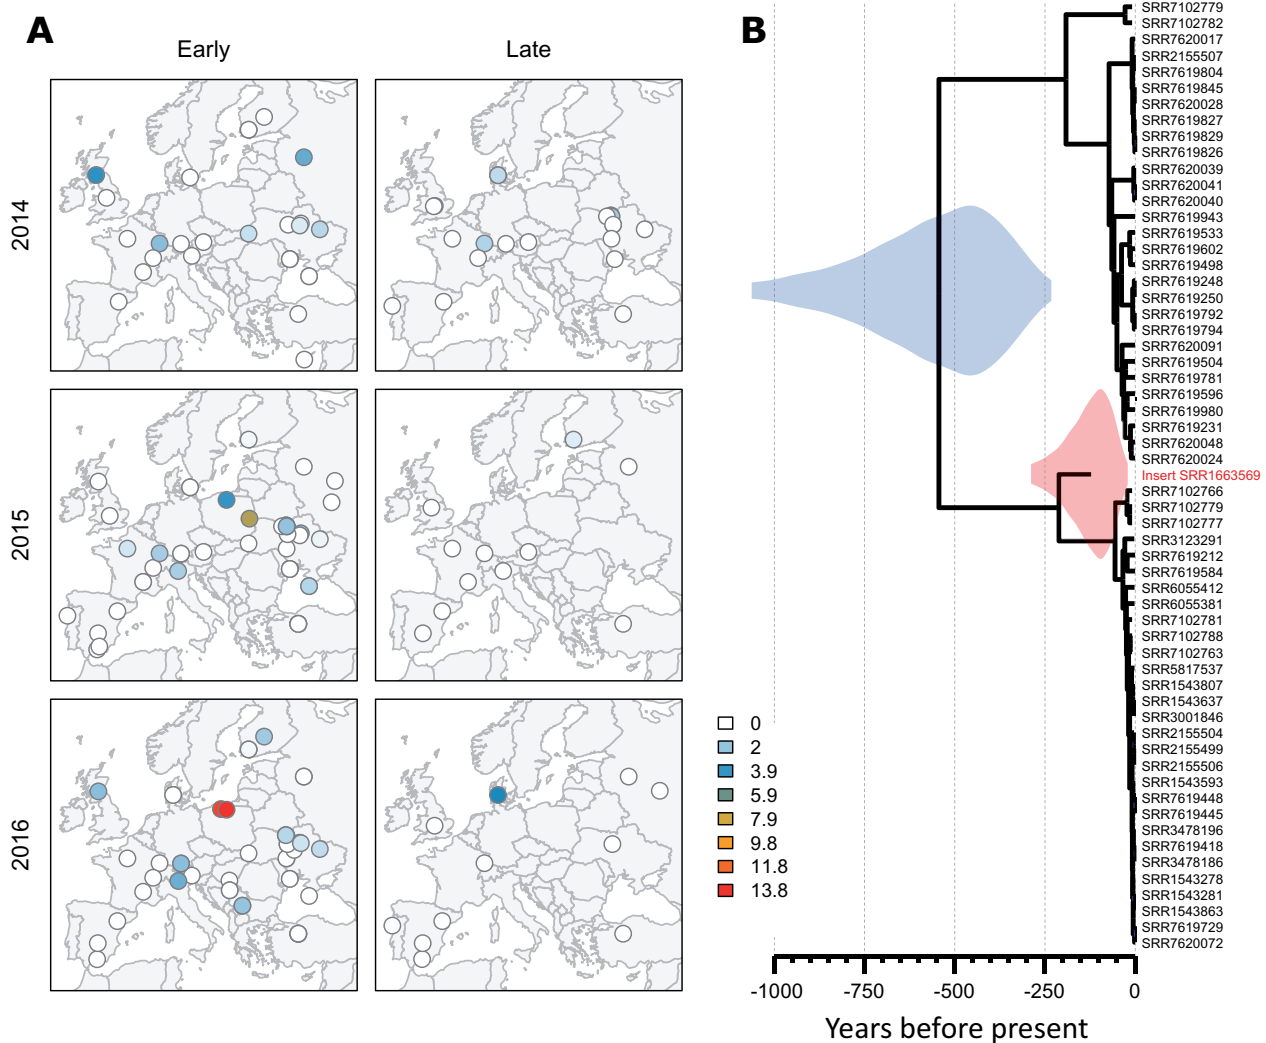 A
Early
Late
2014
2015
2016
0
2
3.9
5.9
7.9
9.8
11.8
13.8
B
SRR7102779
SRR7102782
SRR7620017
SRR2155507
SRR7619804
SRR7619845
SRR7620028
SRR7619827
SRR7619829
SRR7619826
SRR7620039
SRR7620041
SRR7620040
SRR7619943
SRR7619533
SRR7619602
SRR7619498
SRR7619248
SRR7619250
SRR7619792
SRR7619794
SRR7620091
SRR7619504
SRR7619781
SRR7619596
SRR7619980
SRR7619231
SRR7620048
SRR7620024
Insert SRR1663569
SRR7102766
SRR7102779
SRR7102777
SRR3123291
SRR7619212
SRR7619584
SRR6055412
SRR6055381
SRR7102781
SRR7102788
SRR7102763
SRR5817537
SRR1543807
SRR1543637
SRR3001846
SRR2155504
SRR2155499
SRR2155506
SRR1543593
SRR7619448
SRR7619445
SRR3478196
SRR7619418
SRR3478186
SRR1543278
SRR1543281
SRR1543863
SRR7619729
SRR7620072
-1000 -750 -500 -250 0
Years before present